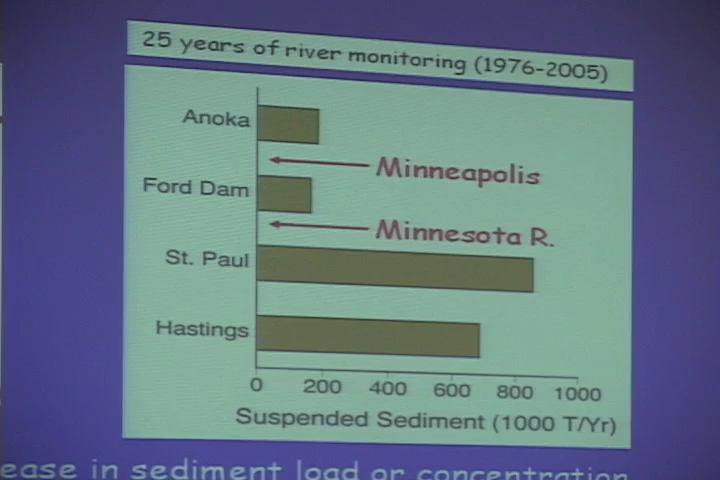 25 years of river monitoring (1976-2005)
Anoka
Minneapolis
Ford Dam
Minnesota R.
St. Paul
Hastings
0 200 400 600 800 1000
Suspended Sediment (1000 T/Yr)
ease in sediment load or concentration